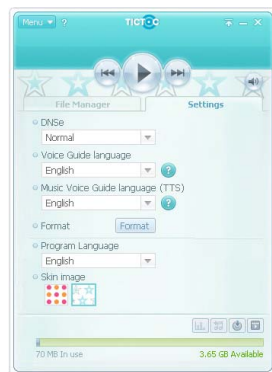 Menu ▼ ? TICTOC
File Manager Settings
DNSe
Normal
Voice Guide language
English ?
Music Voice Guide language (TTS)
English ?
Format Format
Program Language
English
Skin image
70 MB In use 3.65 GB Available